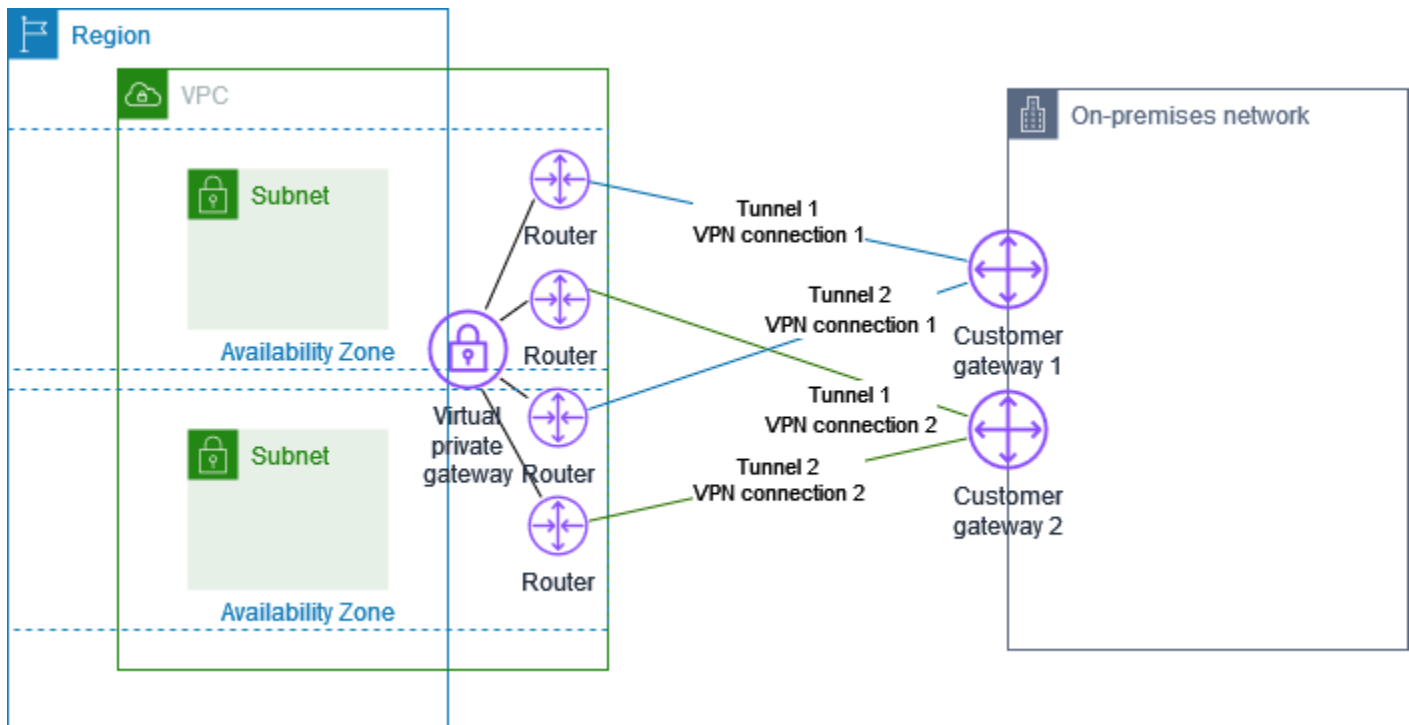 Region
VPC
On-premises network
Subnet
Availability Zone
Subnet
Availability Zone
Virtual
private
gateway
Router
Router
Router
Router
Tunnel 1
VPN connection 1
Tunnel 2
VPN connection 1
Tunnel 1
VPN connection 2
Tunnel 2
VPN connection 2
Customer
gateway 1
Customer
gateway 2